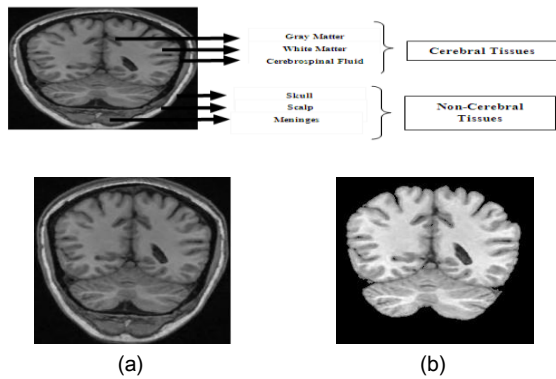 Gray Matter
White Matter
Cerebrospinal Fluid
Cerebral Tissues
Skull
Scalp
Meninges
Non-Cerebral
Tissues
(a)
(b)